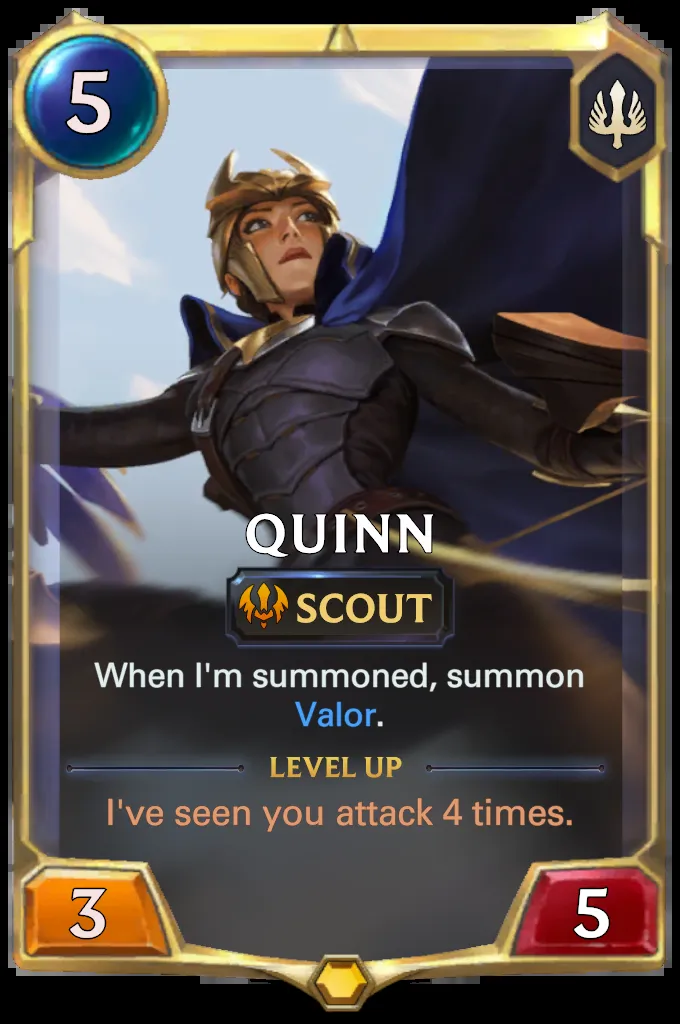 5
QUINN
SCOUT
When I'm summoned, summon
Valor.
LEVEL UP
I've seen you attack 4 times.
3
5